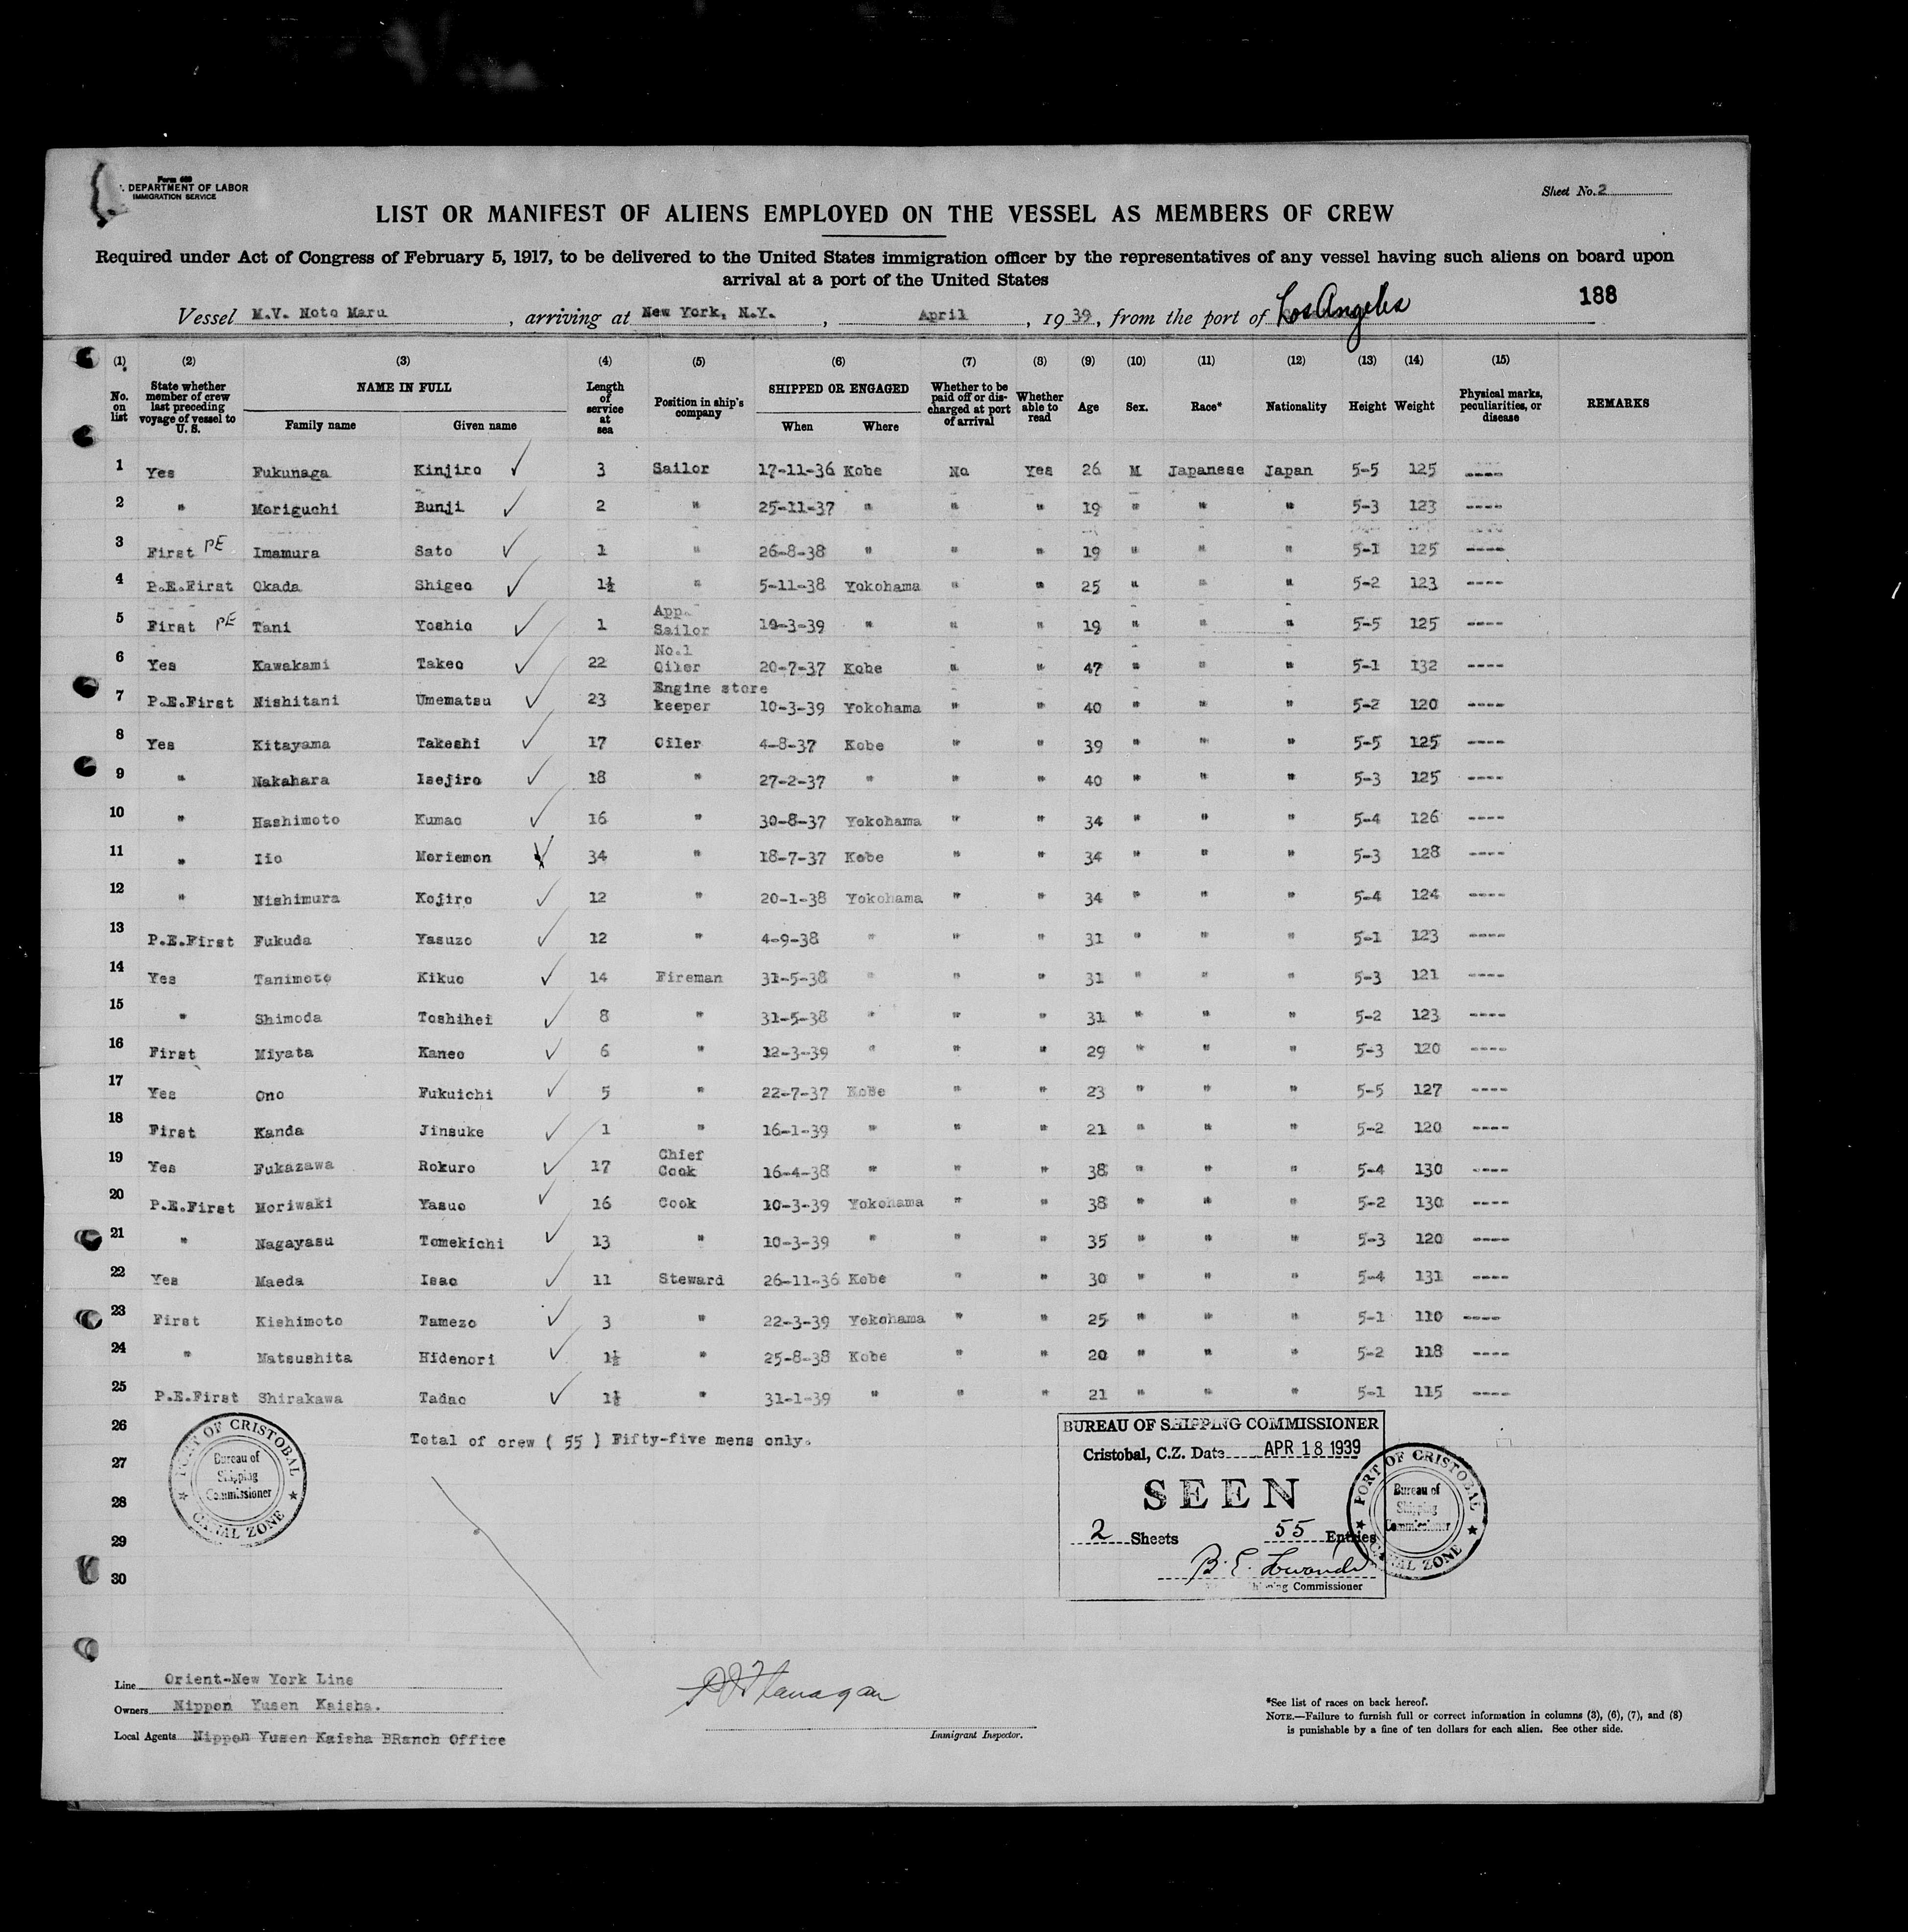 Form 689
DEPARTMENT OF LABOR
IMMIGRATION SERVICE
Sheet No. 2
LIST OR MANIFEST OF ALIENS EMPLOYED ON THE VESSEL AS MEMBERS OF CREW
Required under Act of Congress of February 5, 1917, to be delivered to the United States immigration officer by the representatives of any vessel having such aliens on board upon
arrival at a port of the United States
188
Vessel M.V. Noto Maru, arriving at New York, N.Y., April, 1939, from the port of Los Angeles
(1) (2) (3) (4) (5) (6) (7) (8) (9) (10) (11) (12) (13) (14) (15)
No. on list | State whether member of crew last preceding voyage of vessel to U. S. | NAME IN FULL Family name Given name | Length of service at sea | Position in ship's company | SHIPPED OR ENGAGED When Where | Whether to be paid off or discharged at port of arrival | Whether able to read | Age | Sex. | Race* | Nationality | Height | Weight | Physical marks, peculiarities, or disease | REMARKS
1 Yes Fukunaga Kinjiro ✓ 3 Sailor 17-11-36 Kobe No Yes 26 M Japanese Japan 5-5 125 ----
2 " Moriguchi Bunji ✓ 2 " 25-11-37 " " " 19 " " " 5-3 123 ----
3 First PE Imamura Sato ✓ 1 " 26-8-38 " " " 19 " " " 5-1 125 ----
4 P.E.First Okada Shigeo ✓ 1½ " 5-11-38 Yokohama " " 25 " " " 5-2 123 ----
5 First PE Tani Yoshio ✓ 1 App. Sailor 10-3-39 " " " 19 " " " 5-5 125 ----
6 Yes Kawakami Takeo ✓ 22 No.1 Oiler 20-7-37 Kobe " " 47 " " " 5-1 132 ----
7 P.E.First Nishitani Umematsu ✓ 23 Engine store keeper 10-3-39 Yokohama " " 40 " " " 5-2 120 ----
8 Yes Kitayama Takeshi ✓ 17 Oiler 4-8-37 Kobe " " 39 " " " 5-5 125 ----
9 " Nakahara Isejiro ✓ 18 " 27-2-37 " " " 40 " " " 5-3 125 ----
10 " Hashimoto Kumao ✓ 16 " 30-8-37 Yokohama " " 34 " " " 5-4 126 ----
11 " Iio Moriemon ✓ 34 " 18-7-37 Kobe " " 34 " " " 5-3 128 ----
12 " Nishimura Kojiro ✓ 12 " 20-1-38 Yokohama " " 34 " " " 5-4 124 ----
13 P.E.First Fukuda Yasuzo ✓ 12 " 4-9-38 " " " 31 " " " 5-1 123 ----
14 Yes Tanimoto Kikuo ✓ 14 Fireman 31-5-38 " " " 31 " " " 5-3 121 ----
15 " Shimoda Toshihei ✓ 8 " 31-5-38 " " " 31 " " " 5-2 123 ----
16 First Miyata Kaneo ✓ 6 " 12-3-39 " " " 29 " " " 5-3 120 ----
17 Yes Ono Fukuichi ✓ 5 " 22-7-37 Kobe " " 23 " " " 5-5 127 ----
18 First Kanda Jinsuke ✓ 1 " 16-1-39 " " " 21 " " " 5-2 120 ----
19 Yes Fukazawa Rokuro ✓ 17 Chief Cook 16-4-38 " " " 38 " " " 5-4 130 ----
20 P.E.First Moriwaki Yasuo ✓ 16 Cook 10-3-39 Yokohama " " 38 " " " 5-2 130 ----
21 " Nagayasu Tomekichi ✓ 13 " 10-3-39 " " " 35 " " " 5-3 120 ----
22 Yes Maeda Isao ✓ 11 Steward 26-11-36 Kobe " " 30 " " " 5-4 131 ----
23 First Kishimoto Tamezo ✓ 3 " 22-3-39 Yokohama " " 25 " " " 5-1 110 ----
24 " Matsushita Hidenori ✓ 1½ " 25-8-38 Kobe " " 20 " " " 5-2 118 ----
25 P.E.First Shirakawa Tadao ✓ 1½ " 31-1-39 " " " 21 " " " 5-1 115 ----
26 Total of crew ( 55 ) Fifty-five mens only.
27
28
29
30
PORT OF CRISTOBAL
Bureau of
Shipping
Commissioner
CANAL ZONE
BUREAU OF SHIPPING COMMISSIONER
Cristobal, C.Z. Date APR 18 1939
SEEN
2 Sheets 55 Entries
B. E.
Shipping Commissioner
PORT OF CRISTOBAL
Bureau of
Shipping
Commissioner
CANAL ZONE
Line Orient-New York Line
Owners Nippon Yusen Kaisha.
Local Agents Nippon Yusen Kaisha BRanch Office
Flanagan
Immigrant Inspector.
*See list of races on back hereof.
NOTE.—Failure to furnish full or correct information in columns (3), (6), (7), and (8)
is punishable by a fine of ten dollars for each alien. See other side.